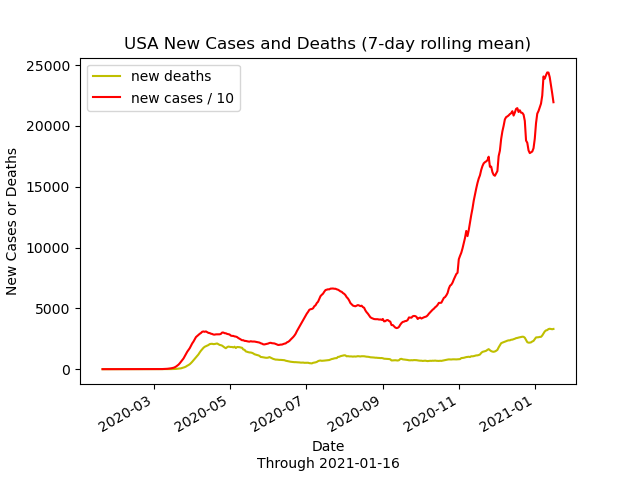 USA New Cases and Deaths (7-day rolling mean)
new deaths
new cases / 10
25000
20000
15000
10000
5000
0
New Cases or Deaths
2020-03
2020-05
2020-07
2020-09
2020-11
2021-01
Date
Through 2021-01-16